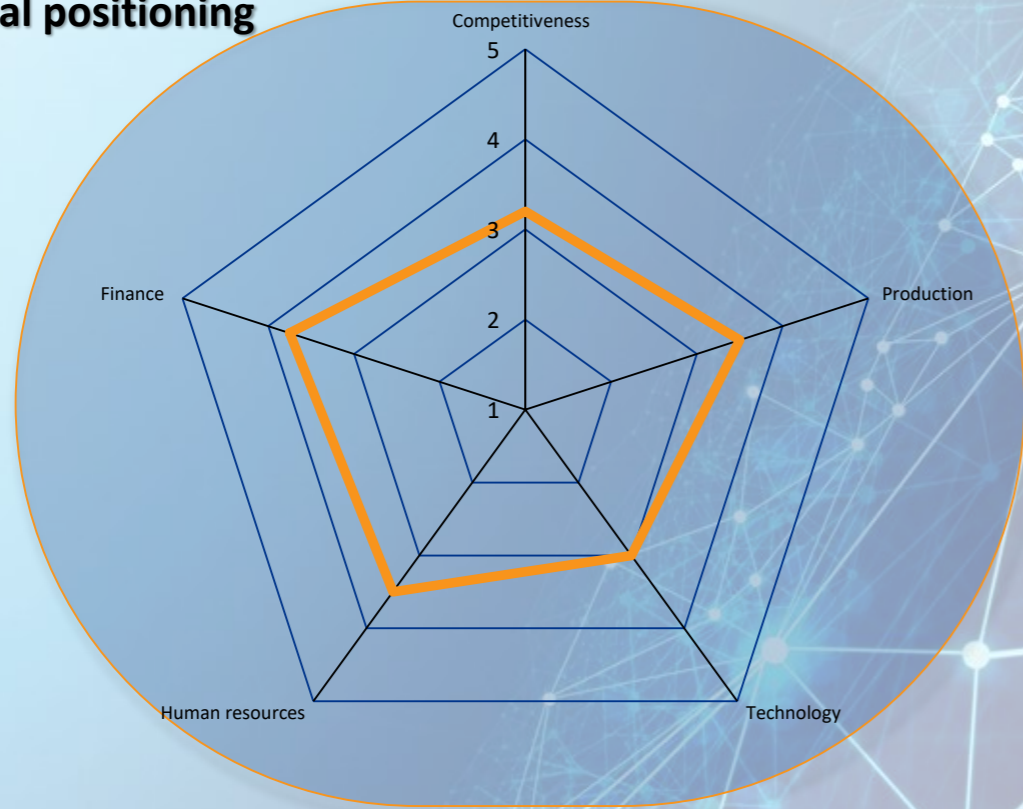 al positioning
Competitiveness
5
4
3
2
1
Finance
Production
Human resources
Technology